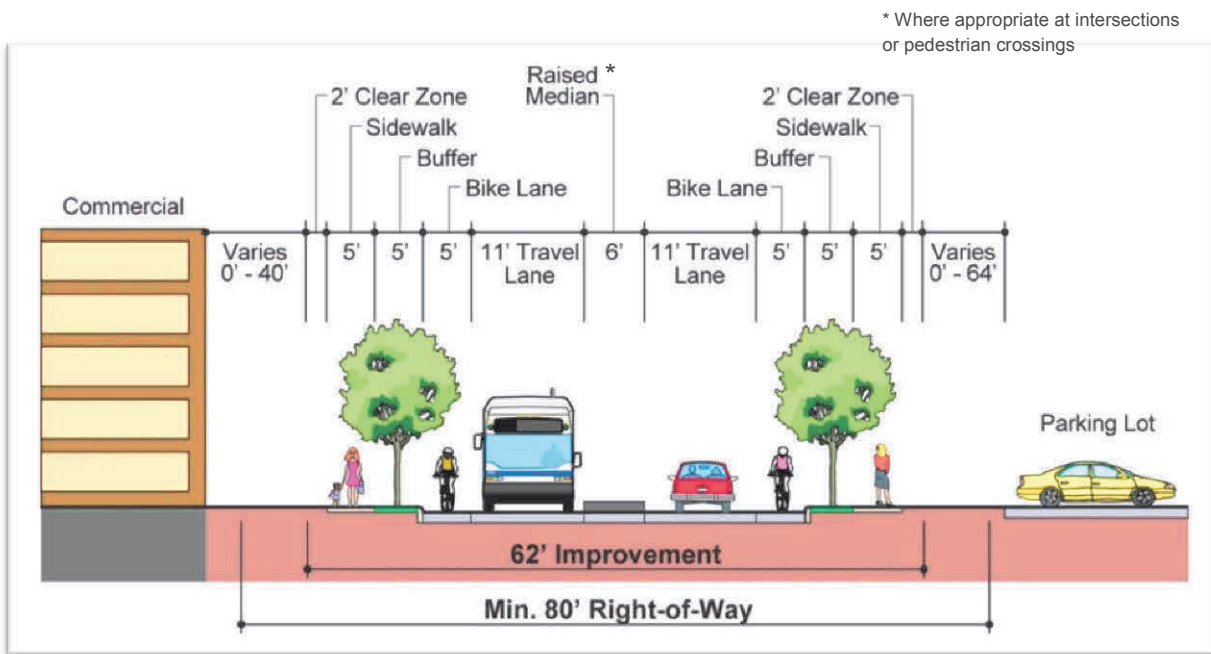 * Where appropriate at intersections
or pedestrian crossings
Raised *
Median
2' Clear Zone
Sidewalk
Buffer
Bike Lane
2' Clear Zone
Sidewalk
Buffer
Bike Lane
Commercial
Varies
0' - 40'
5'
5'
5'
11' Travel
Lane
6'
11' Travel
Lane
5'
5'
5'
Varies
0' - 64'
Parking Lot
62' Improvement
Min. 80' Right-of-Way